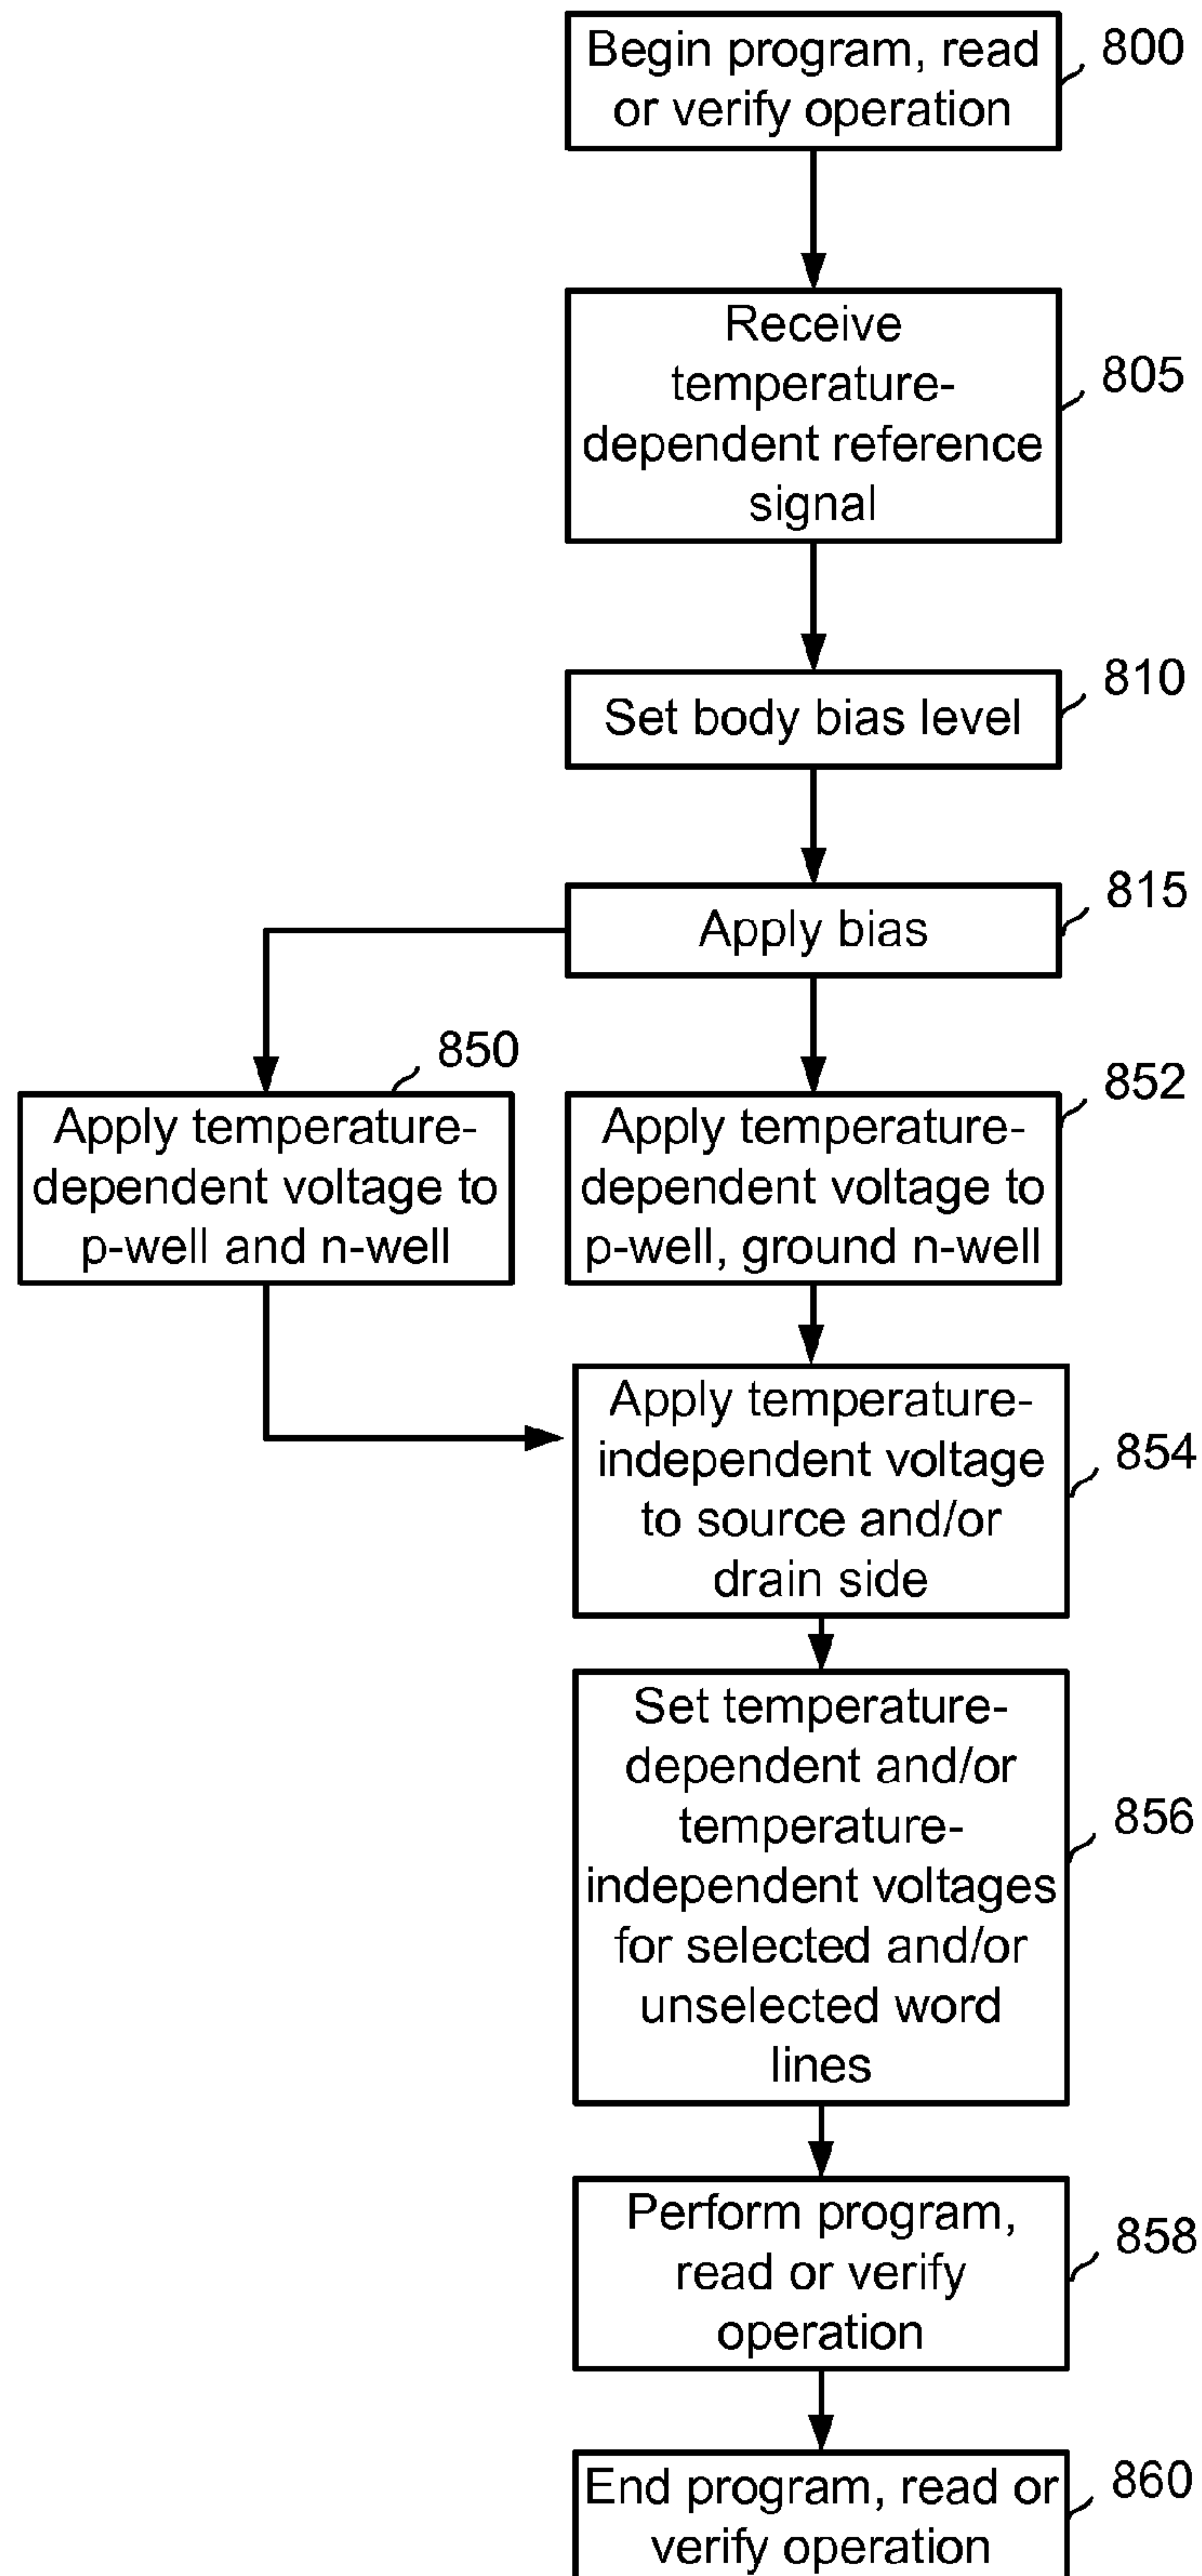 Begin program, read
or verify operation
800
Receive
temperature-
dependent reference
signal
805
Set body bias level
810
Apply bias
815
850
Apply temperature-
dependent voltage to
p-well and n-well
852
Apply temperature-
dependent voltage to
p-well, ground n-well
Apply temperature-
independent voltage
to source and/or
drain side
854
Set temperature-
dependent and/or
temperature-
independent voltages
for selected and/or
unselected word
lines
856
Perform program,
read or verify
operation
858
End program, read or
verify operation
860